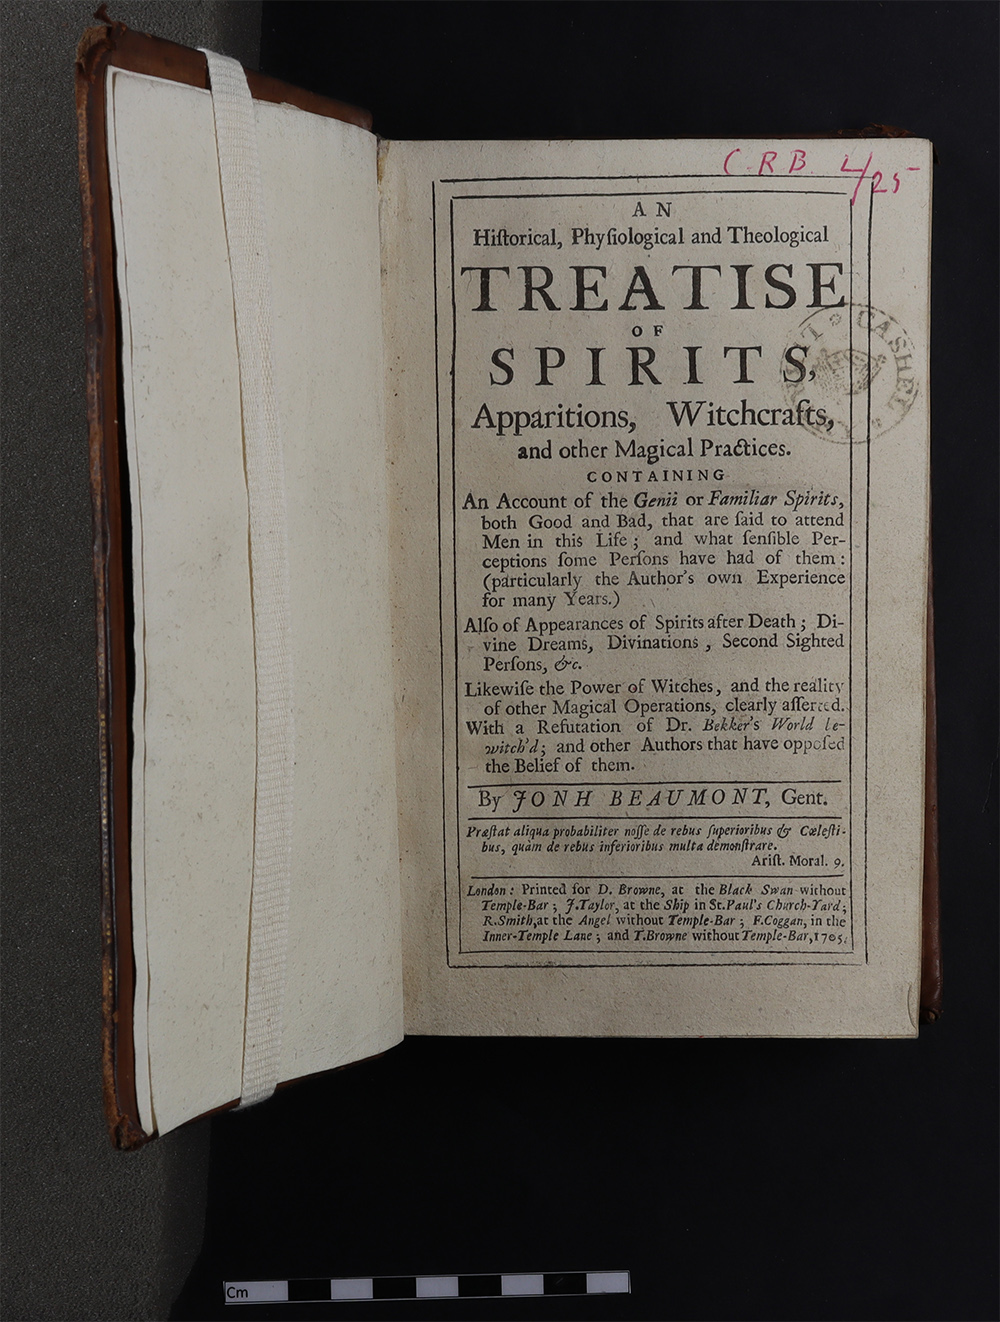 C.R.B. L/25
AN
Hiſtorical, Phyſiological and Theological
TREATISE
OF
SPIRITS,
Apparitions, Witchcrafts,
and other Magical Practices.
CONTAINING
An Account of the Genii or Familiar Spirits,
both Good and Bad, that are ſaid to attend
Men in this Life; and what ſenſible Per-
ceptions ſome Perſons have had of them:
(particularly the Author's own Experience
for many Years.)
Alſo of Appearances of Spirits after Death; Di-
vine Dreams, Divinations, Second Sighted
Perſons, &c.
Likewiſe the Power of Witches, and the reality
of other Magical Operations, clearly aſſerted.
With a Refutation of Dr. Bekker's World be-
witch'd; and other Authors that have oppoſed
the Belief of them.
By JONH BEAUMONT, Gent.
Præſtat aliqua probabiliter noſſe de rebus ſuperioribus & Cœleſti-
bus, quàm de rebus inferioribus multa demonſtrare.
Ariſt. Moral. 9.
London: Printed for D. Browne, at the Black Swan without
Temple-Bar; J. Taylor, at the Ship in St. Paul's Church-Yard;
R. Smith, at the Angel without Temple-Bar; F. Coggan, in the
Inner-Temple Lane; and T. Browne without Temple-Bar, 1705.
CASHEL
Cm